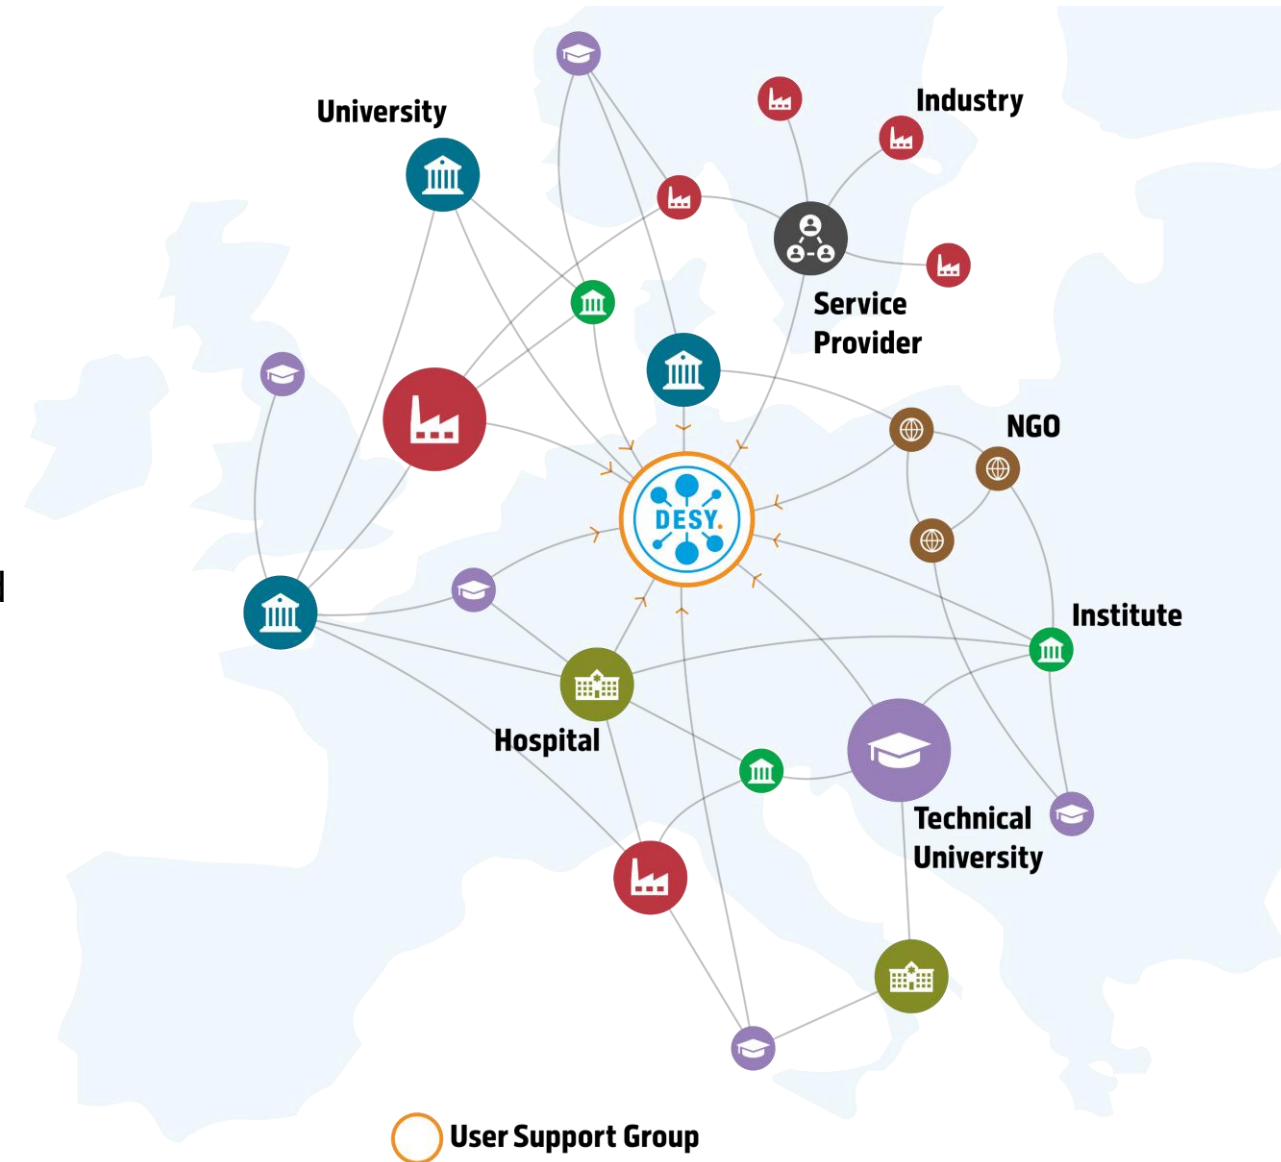 University
Industry
Service
Provider
NGO
DESY.
Institute
Hospital
Technical
University
User Support Group